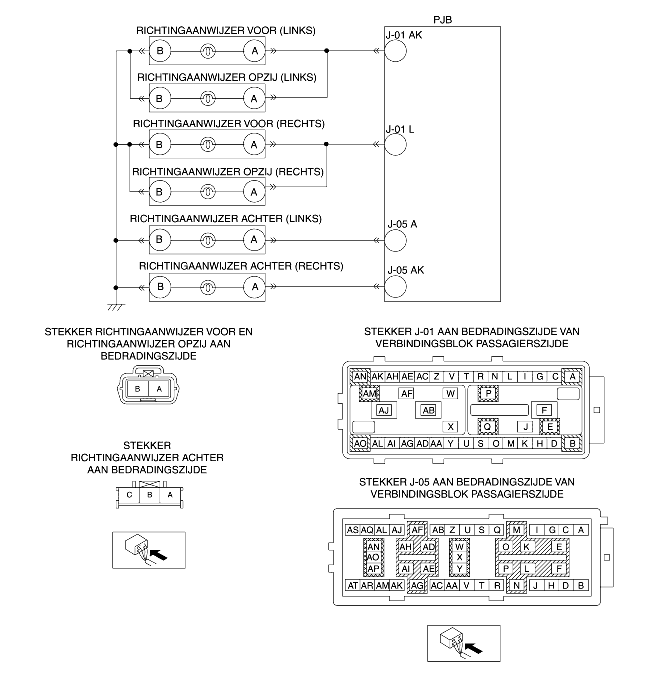 PJB
RICHTINGAANWIJZER VOOR (LINKS)
J-01 AK
B A
RICHTINGAANWIJZER OPZIJ (LINKS)
B A
RICHTINGAANWIJZER VOOR (RECHTS)
J-01 L
B A
RICHTINGAANWIJZER OPZIJ (RECHTS)
B A
RICHTINGAANWIJZER ACHTER (LINKS)
J-05 A
B A
RICHTINGAANWIJZER ACHTER (RECHTS)
J-05 AK
B A
STEKKER RICHTINGAANWIJZER VOOR EN
RICHTINGAANWIJZER OPZIJ AAN
BEDRADINGSZIJDE
B A
STEKKER
RICHTINGAANWIJZER ACHTER
AAN BEDRADINGSZIJDE
C B A
STEKKER J-01 AAN BEDRADINGSZIJDE VAN
VERBINDINGSBLOK PASSAGIERSZIJDE
AN AK AH AE AC Z V T R N L I G C A
AM AF W P
AJ AB F
X Q J E
AO AL AI AG AD AA Y U S O M K H D B
STEKKER J-05 AAN BEDRADINGSZIJDE VAN
VERBINDINGSBLOK PASSAGIERSZIJDE
AS AQ AL AJ AF AB Z U S Q M I G C A
AN AH AD W O K E
AO X
AP AI AE Y P L F
AT AR AM AK AG AC AA V T R N J H D B